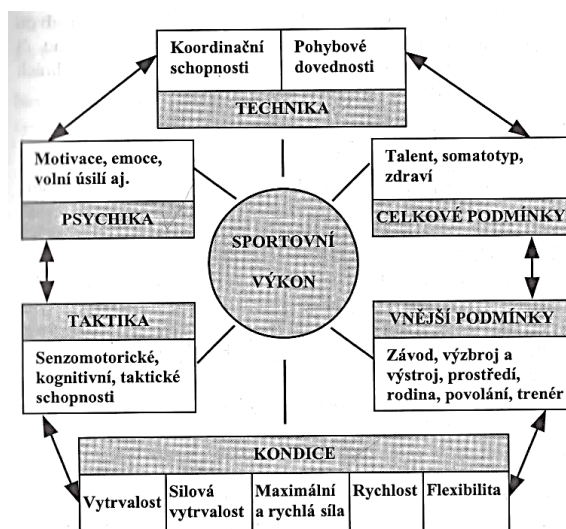 Koordinační
schopnosti
Pohybové
dovednosti
TECHNIKA
Motivace, emoce,
volní úsilí aj.
PSYCHIKA
Talent, somatotyp,
zdraví
CELKOVÉ PODMÍNKY
SPORTOVNÍ
VÝKON
TAKTIKA
Senzomotorické,
kognitivní, taktické
schopnosti
VNĚJŠÍ PODMÍNKY
Závod, výzbroj a
výstroj, prostředí,
rodina, povolání, trenér
KONDICE
Vytrvalost
Silová
vytrvalost
Maximální
a rychlá síla
Rychlost
Flexibilita